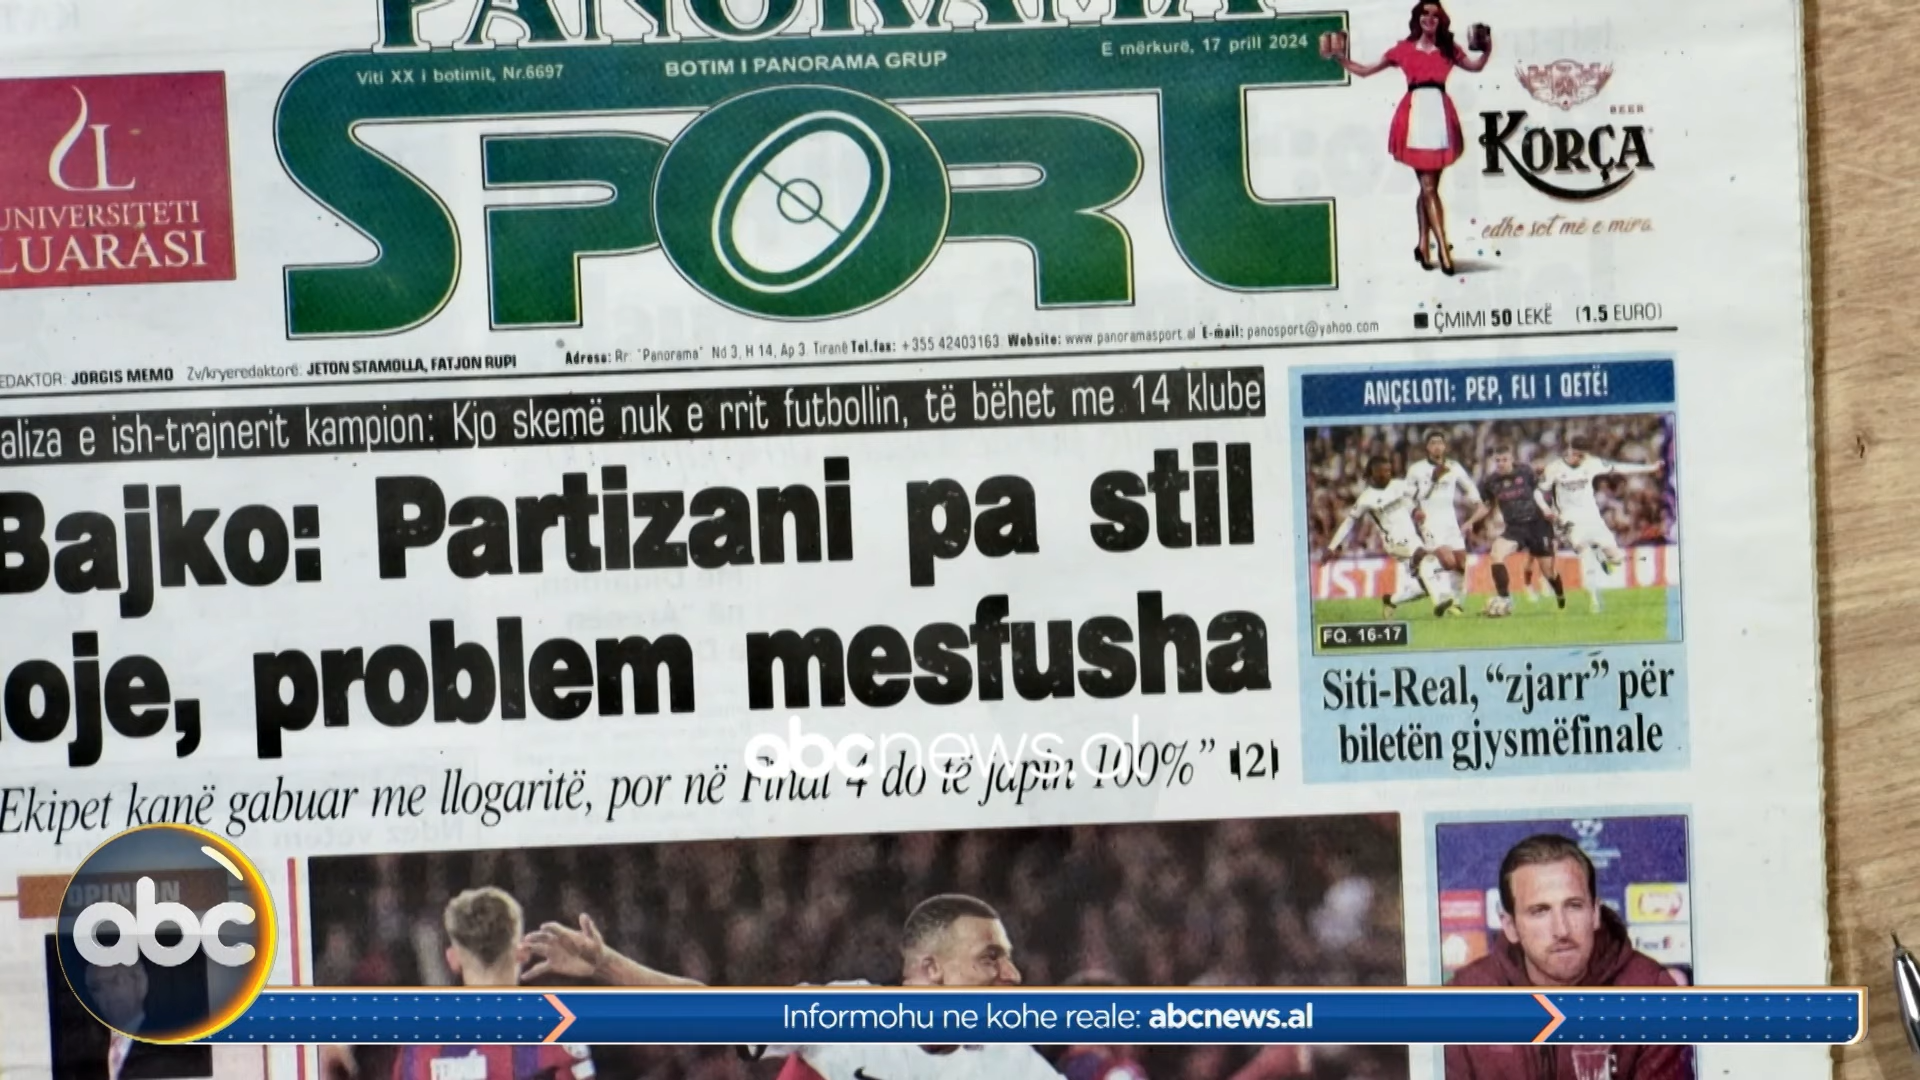 PANORAMA
Viti XX i botimit, Nr.6697
BOTIM I PANORAMA GRUP
E mërkurë, 17 prill 2024
SPORT
UNIVERSITETI
LUARASI
BEER
KORÇA
edhe sot më e mira.
ÇMIMI 50 LEKË (1.5 EURO)
EDAKTOR: JORGIS MEMO Zv/kryeredaktorë: JETON STAMOLLA, FATJON RUPI
Adresa: Rr. "Panorama" Nd 3, H 14, Ap 3. Tiranë Tel.fax: +355 42403163 Website: www.panoramasport.al E-mail: panosport@yahoo.com
aliza e ish-trajnerit kampion: Kjo skemë nuk e rrit futbollin, të bëhet me 14 klube
Bajko: Partizani pa stil
oje, problem mesfusha
Ekipet kanë gabuar me llogaritë, por në Final 4 do të japin 100%" (2)
ANÇELOTI: PEP, FLI I QETË!
FQ. 16-17
Siti-Real, "zjarr" për
biletën gjysmëfinale
abcnews.al
OPINION
abc
Informohu ne kohe reale: abcnews.al